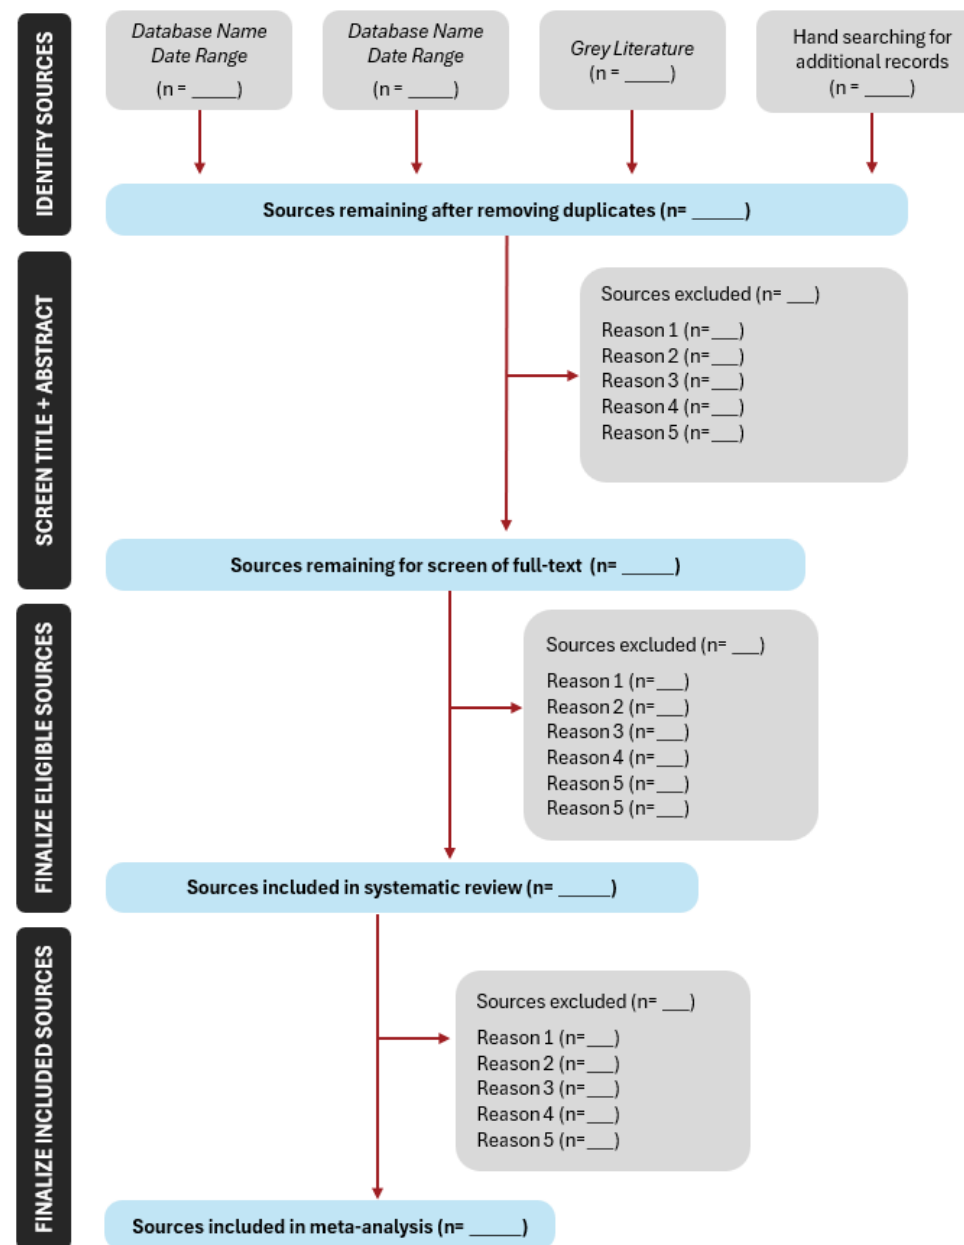 IDENTIFY SOURCES
Database Name
Date Range
(n = _____)
Database Name
Date Range
(n = _____)
Grey Literature
(n = _____)
Hand searching for
additional records
(n = _____)
Sources remaining after removing duplicates (n= _____)
SCREEN TITLE + ABSTRACT
Sources excluded (n= ___)
Reason 1 (n=___)
Reason 2 (n=___)
Reason 3 (n=___)
Reason 4 (n=___)
Reason 5 (n=___)
Sources remaining for screen of full-text (n= _____)
FINALIZE ELIGIBLE SOURCES
Sources excluded (n= ___)
Reason 1 (n=___)
Reason 2 (n=___)
Reason 3 (n=___)
Reason 4 (n=___)
Reason 5 (n=___)
Reason 5 (n=___)
Sources included in systematic review (n= _____)
FINALIZE INCLUDED SOURCES
Sources excluded (n= ___)
Reason 1 (n=___)
Reason 2 (n=___)
Reason 3 (n=___)
Reason 4 (n=___)
Reason 5 (n=___)
Sources included in meta-analysis (n= _____)